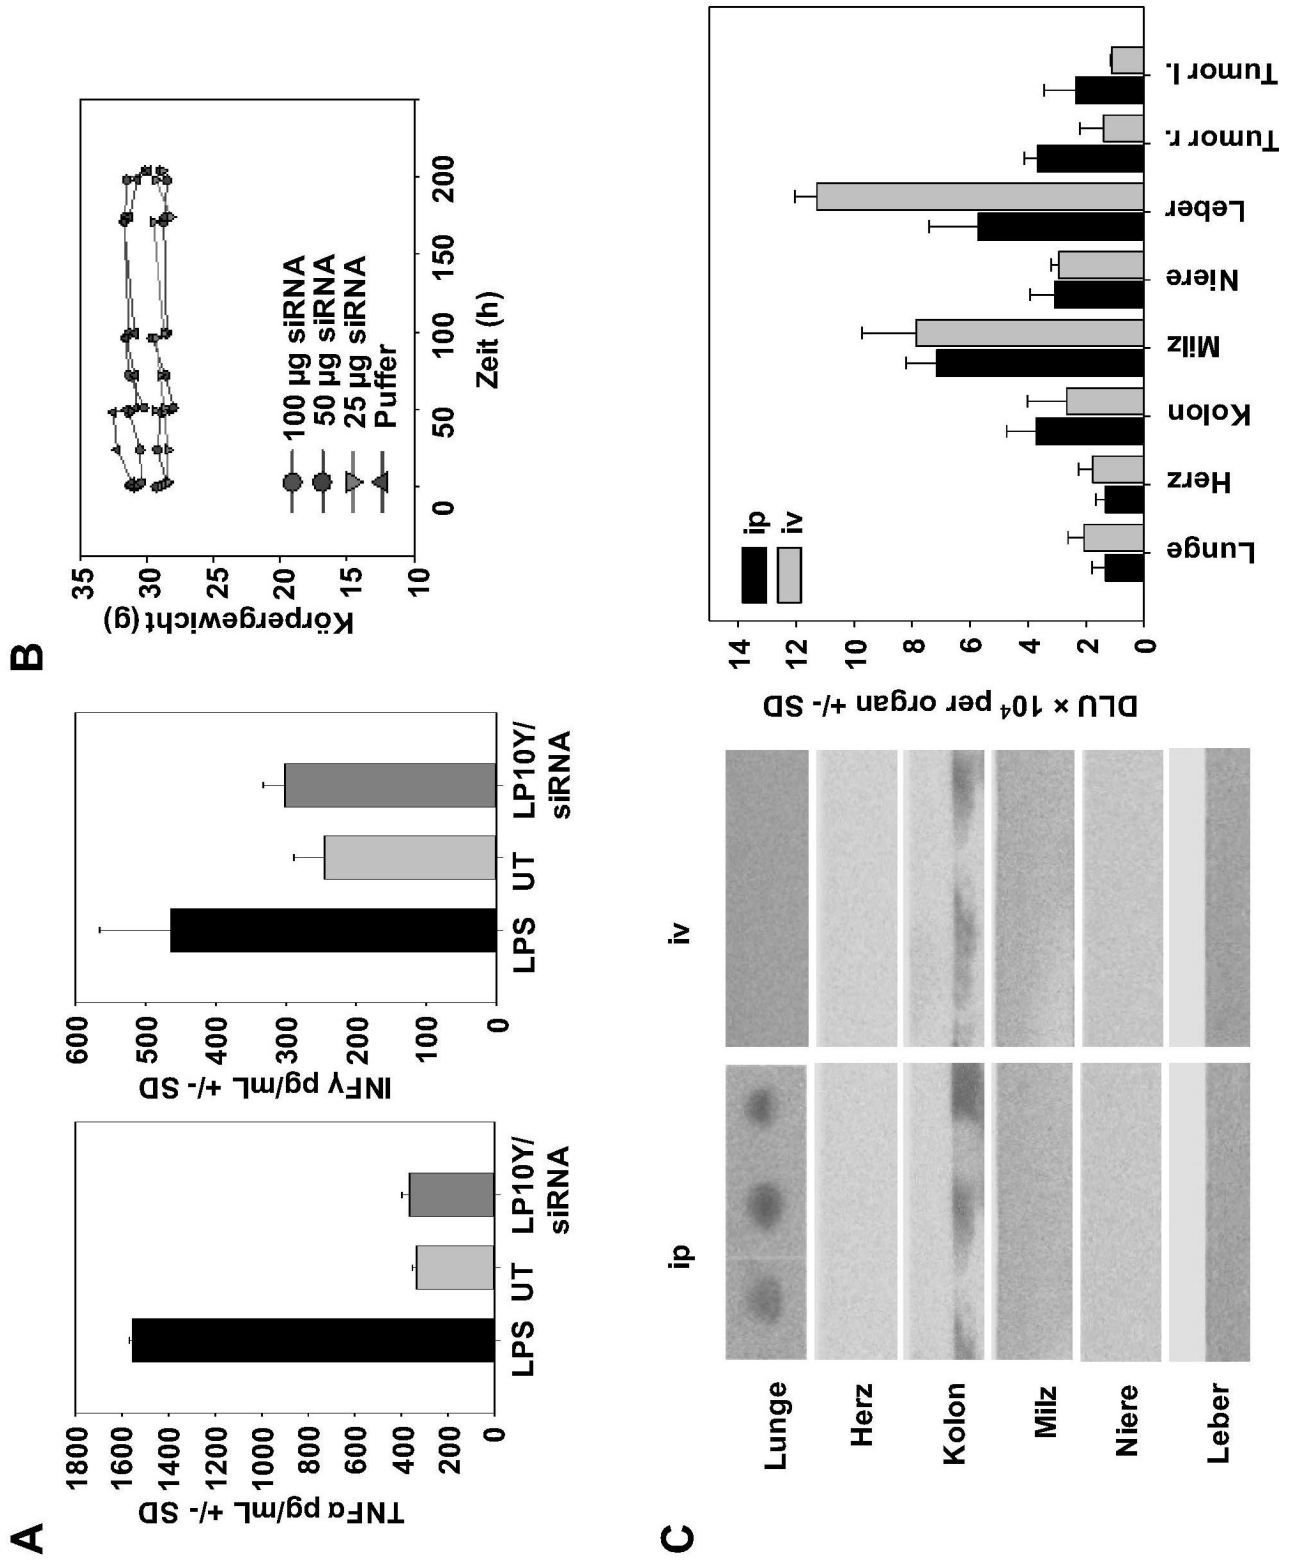 A
TNFα pg/mL +/- SD
1800
1600
1400
1200
1000
800
600
400
200
0
LPS
UT
LP10Y/
siRNA
INFγ pg/mL +/- SD
600
500
400
300
200
100
0
LPS
UT
LP10Y/
siRNA
B
Körpergewicht (g)
35
30
25
20
15
10
100 µg siRNA
50 µg siRNA
25 µg siRNA
Puffer
0
50
100
150
200
Zeit (h)
C
ip
iv
Lunge
Herz
Kolon
Milz
Niere
Leber
DLU × 10⁴ per organ +/- SD
14
12
10
8
6
4
2
0
ip
iv
Lunge
Herz
Kolon
Milz
Niere
Leber
Tumor r.
Tumor l.